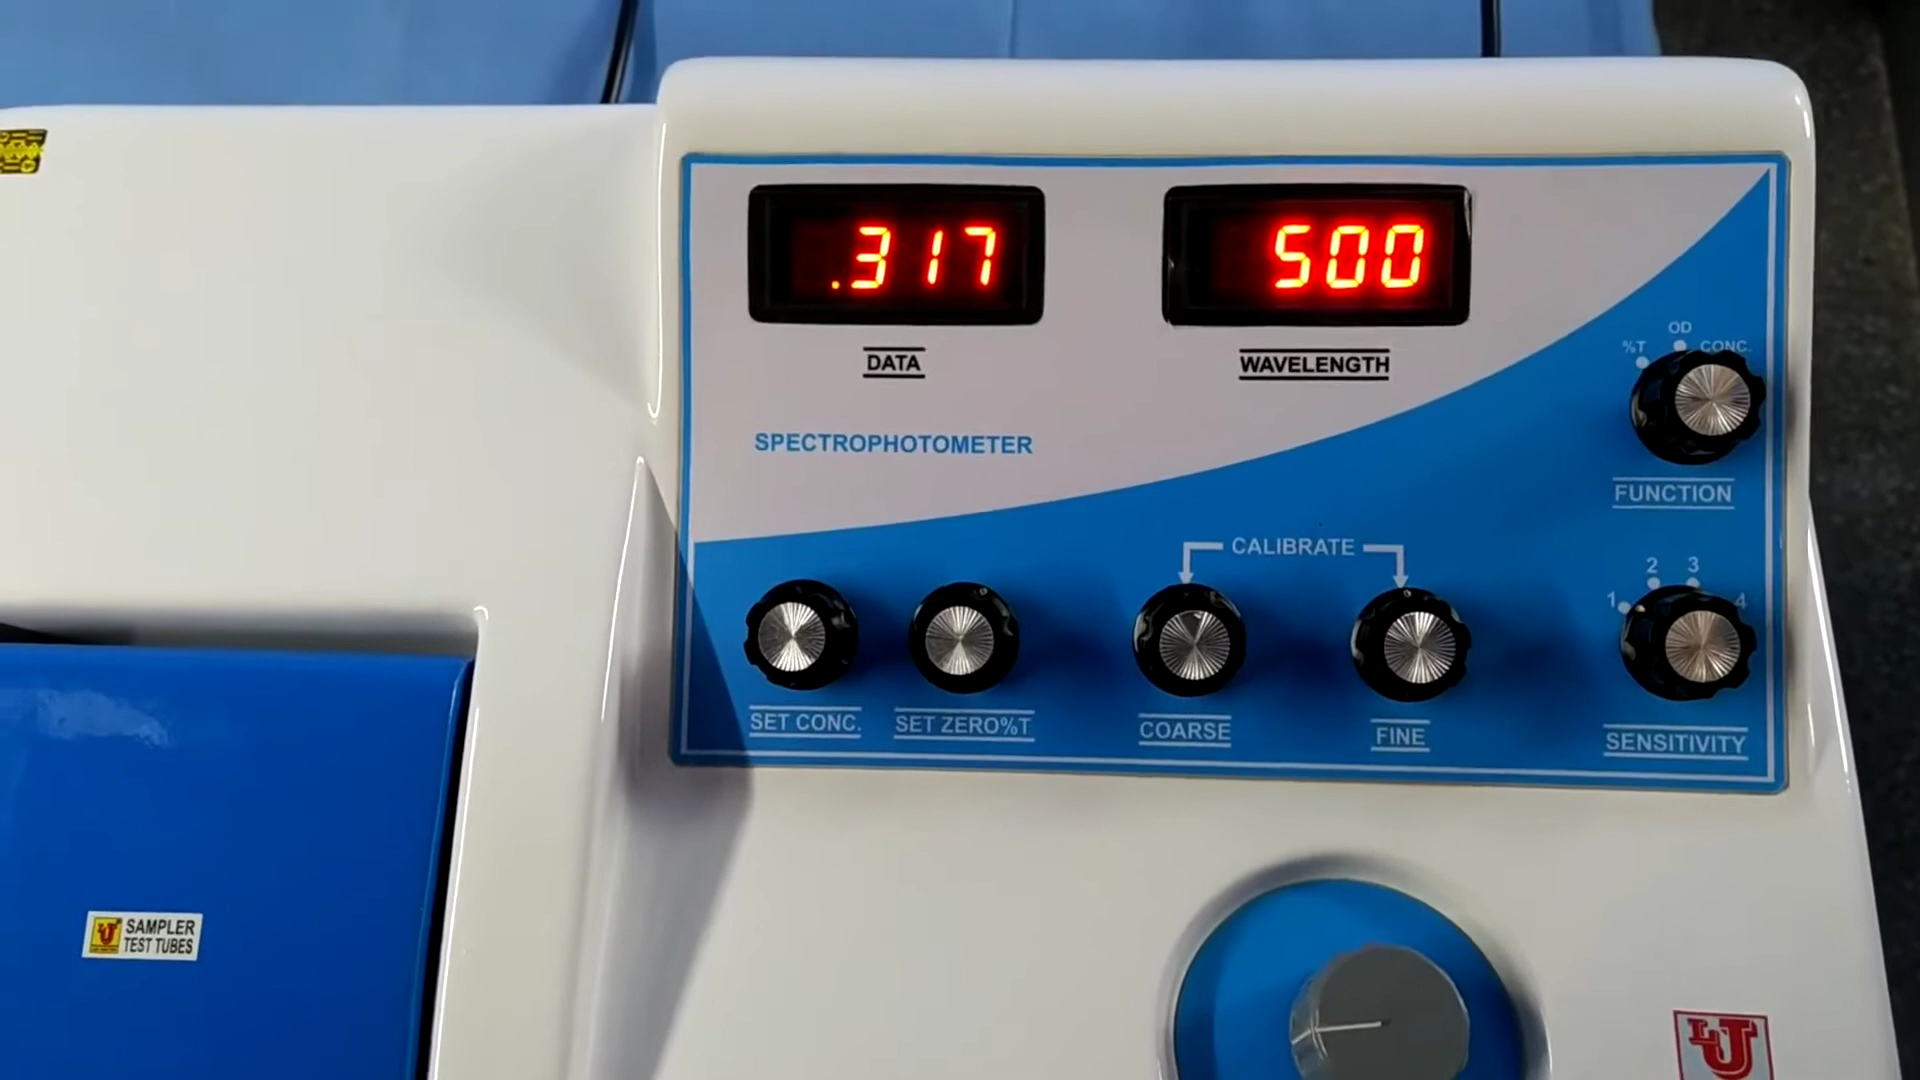 .317
500
DATA
WAVELENGTH
%T
OD
CONC.
SPECTROPHOTOMETER
FUNCTION
CALIBRATE
1
2
3
4
SET CONC.
SET ZERO%T
COARSE
FINE
SENSITIVITY
SAMPLER
TEST TUBES
LJ